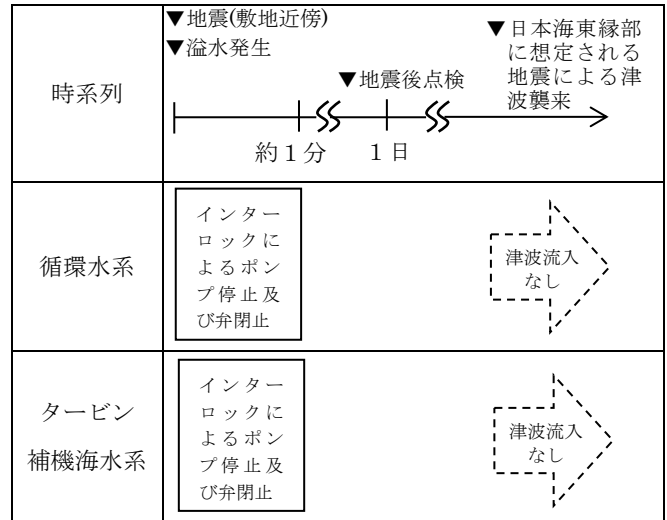 時系列
▼地震(敷地近傍)
▼溢水発生
▼地震後点検
▼日本海東縁部
に想定される
地震による津
波襲来
約１分
１日
循環水系
インター
ロックに
よるポン
プ停止及
び弁閉止
津波流入
なし
タービン
補機海水系
インター
ロックに
よるポン
プ停止及
び弁閉止
津波流入
なし